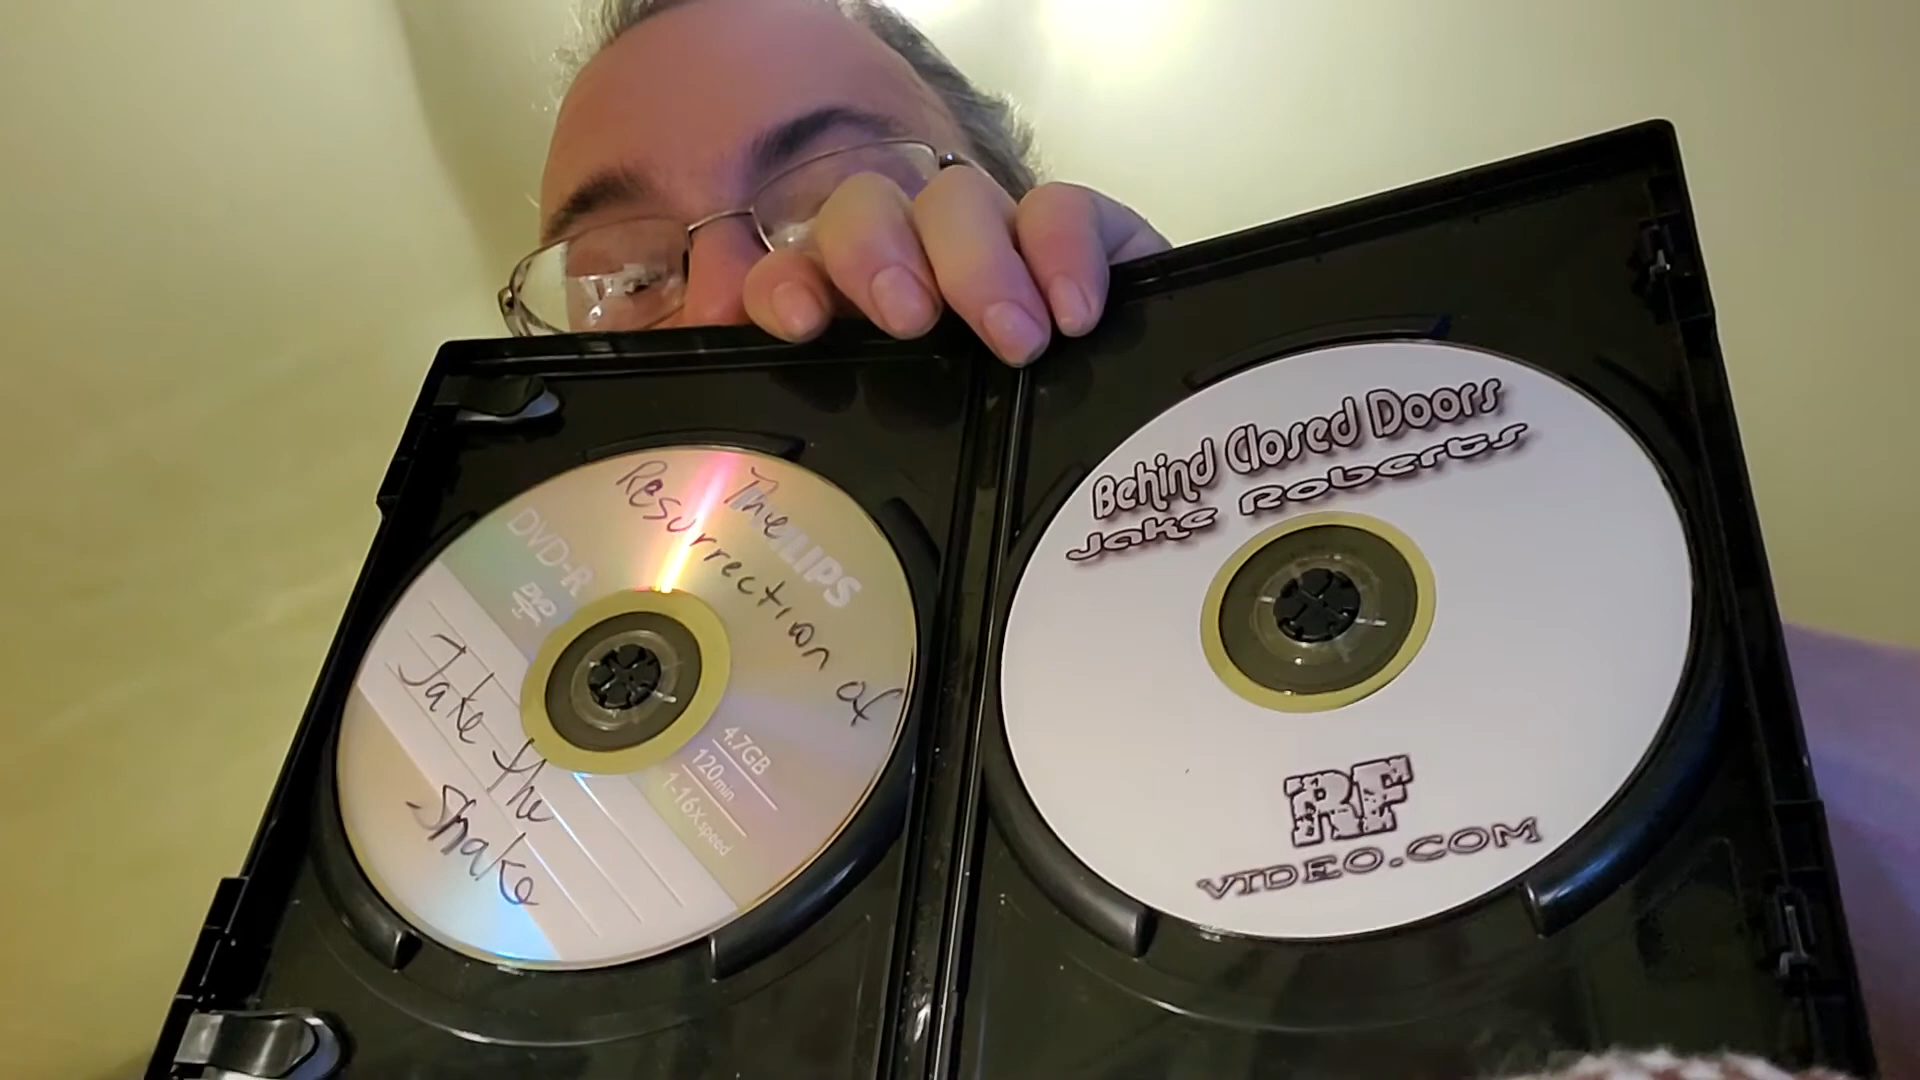 The
Resurrection of
PHILIPS
DVD-R
DVD
Jake the
Snake
4.7GB
120min
1-16X speed
Behind Closed Doors
Jake Roberts
RF
VIDEO.COM